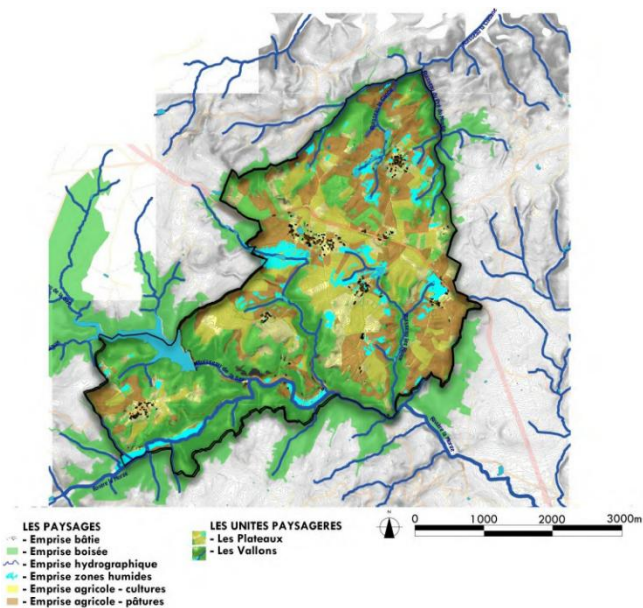 LES PAYSAGES
- Emprise bâtie
- Emprise boisée
- Emprise hydrographique
- Emprise zones humides
- Emprise agricole - cultures
- Emprise agricole - pâtures
LES UNITES PAYSAGERES
- Les Plateaux
- Les Vallons
N
0 1000 2000 3000m